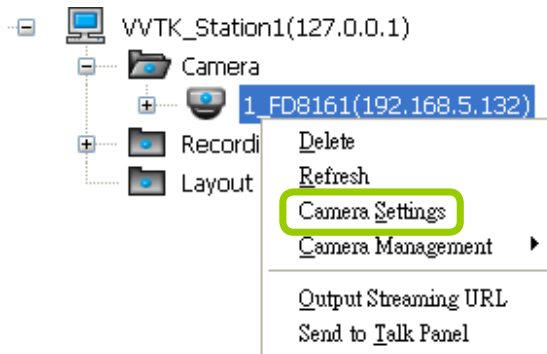 VVTK_Station1(127.0.0.1)
Camera
1_FD8161(192.168.5.132)
Recordi
Layout
Delete
Refresh
Camera Settings
Camera Management
Output Streaming URL
Send to Talk Panel